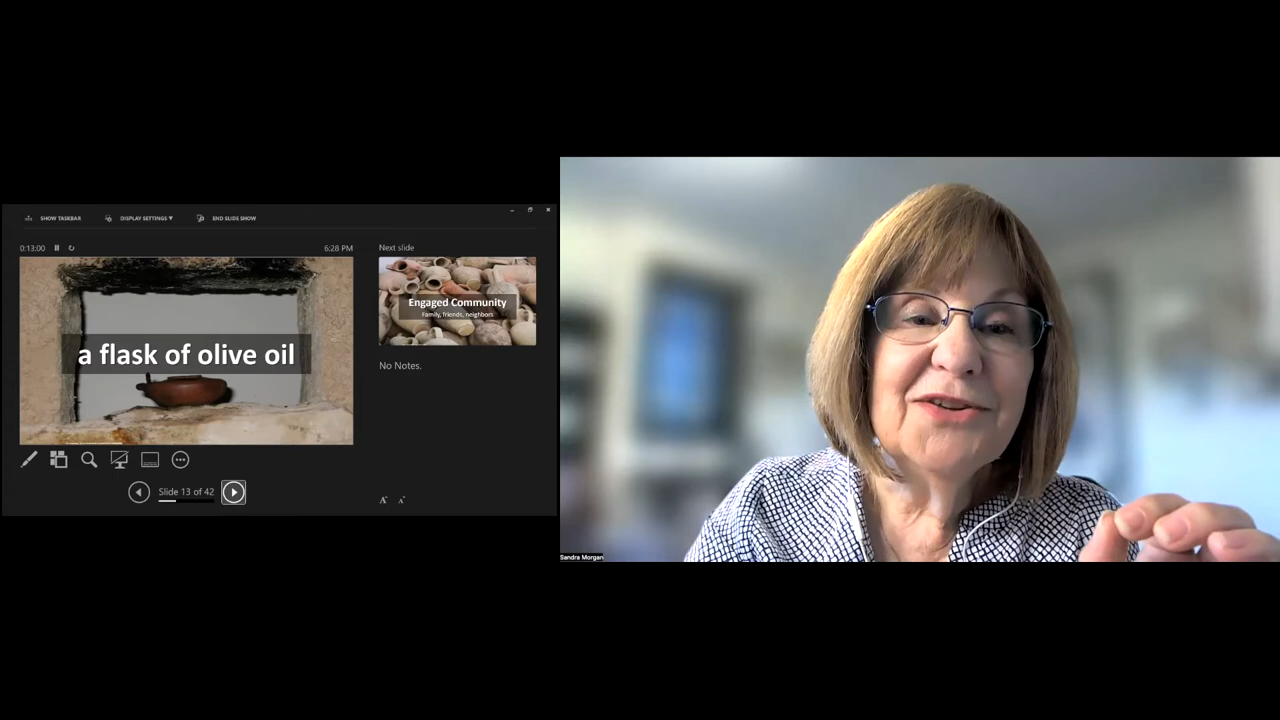 SHOW TASKBAR
DISPLAY SETTINGS ▼
END SLIDE SHOW
0:13:00
6:28 PM
a flask of olive oil
Slide 13 of 42
Next slide
Engaged Community
Family, friends, neighbors
No Notes.
A
A
Sandra Morgan